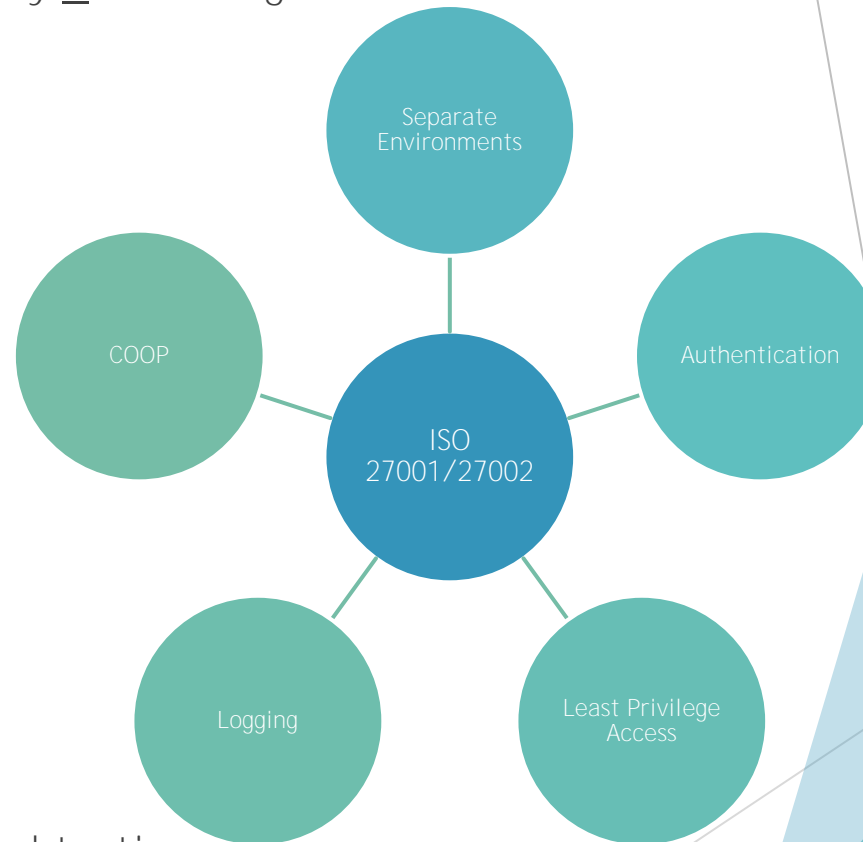 Separate
Environments
COOP
Authentication
ISO
27001/27002
Logging
Least Privilege
Access